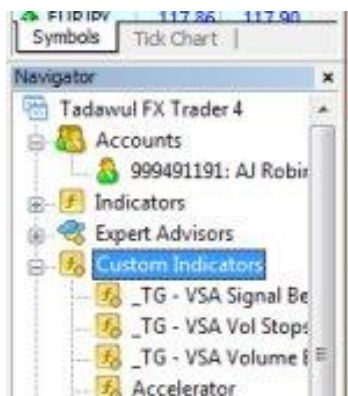 EURJPY 117.86 117.90
Symbols Tick Chart
Navigator
Tadawul FX Trader 4
Accounts
999491191: AJ Robin
Indicators
Expert Advisors
Custom Indicators
_TG - VSA Signal Be
_TG - VSA Vol Stops
_TG - VSA Volume
Accelerator